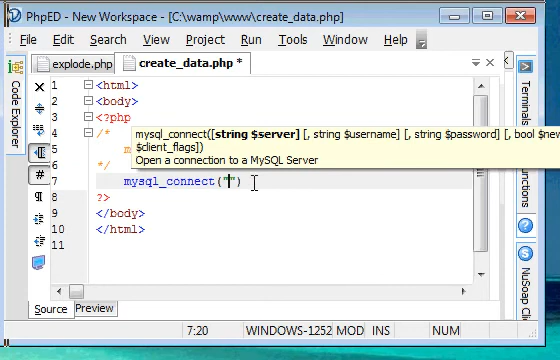 PhpED - New Workspace - [C:\wamp\www\create_data.php]
File Edit Search View Project Run Tools Window Help
explode.php create_data.php *
Code Explorer
1 <html>
2 <body>
3 <?php
4 /*
mysql_connect([string $server] [, string $username] [, string $password] [, bool $new
5 m
$client_flags])
Open a connection to a MySQL Server
6 */
7 mysql_connect("")
8 ?>
9 </body>
10 </html>
11
Terminals
NuSoap Cli
Source Preview
7:20 WINDOWS-1252 MOD INS NUM